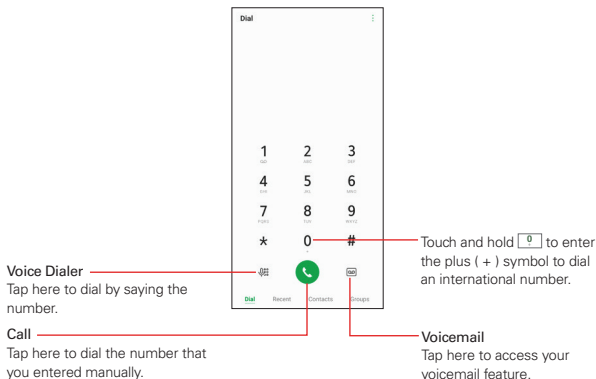 Dial
1 2 3
ABC DEF
4 5 6
GHI JKL MNO
7 8 9
PQRS TUV WXYZ
* 0 #
Dial Recent Contacts Groups
Voice Dialer
Tap here to dial by saying the
number.
Call
Tap here to dial the number that
you entered manually.
Touch and hold 0 to enter
the plus ( + ) symbol to dial
an international number.
Voicemail
Tap here to access your
voicemail feature.